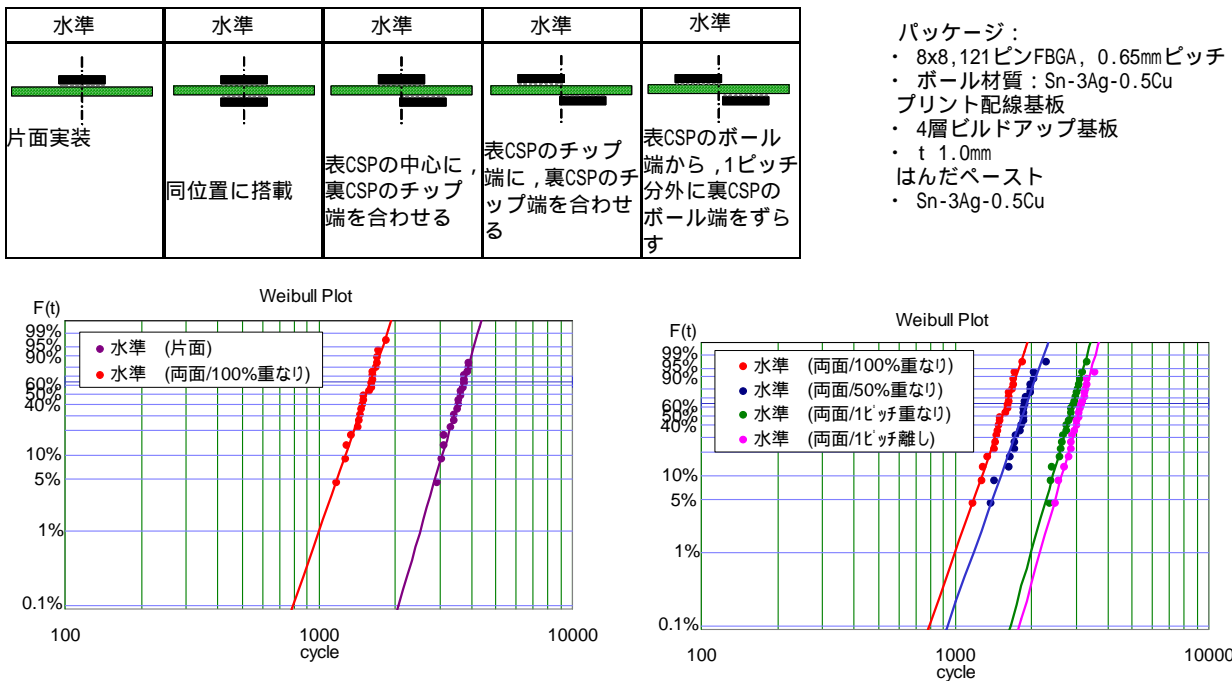 水準
水準
水準
水準
水準
片面実装
同位置に搭載
表CSPの中心に,
裏CSPのチップ
端を合わせる
表CSPのチップ
端に,裏CSPのチ
ップ端を合わせ
る
表CSPのボール
端から,1ピッチ
分外に裏CSPの
ボール端をずら
す
パッケージ:
・ 8x8,121ピンFBGA, 0.65mmピッチ
・ ボール材質:Sn-3Ag-0.5Cu
プリント配線基板
・ 4層ビルドアップ基板
・ t 1.0mm
はんだペースト
・ Sn-3Ag-0.5Cu
Weibull Plot
F(t)
99%
95%
90%
60%
50%
40%
10%
5%
1%
0.1%
水準 (片面)
水準 (両面/100%重なり)
100
1000
10000
cycle
Weibull Plot
F(t)
99%
95%
90%
60%
50%
40%
10%
5%
1%
0.1%
水準 (両面/100%重なり)
水準 (両面/50%重なり)
水準 (両面/1ピッチ重なり)
水準 (両面/1ピッチ離し)
100
1000
10000
cycle